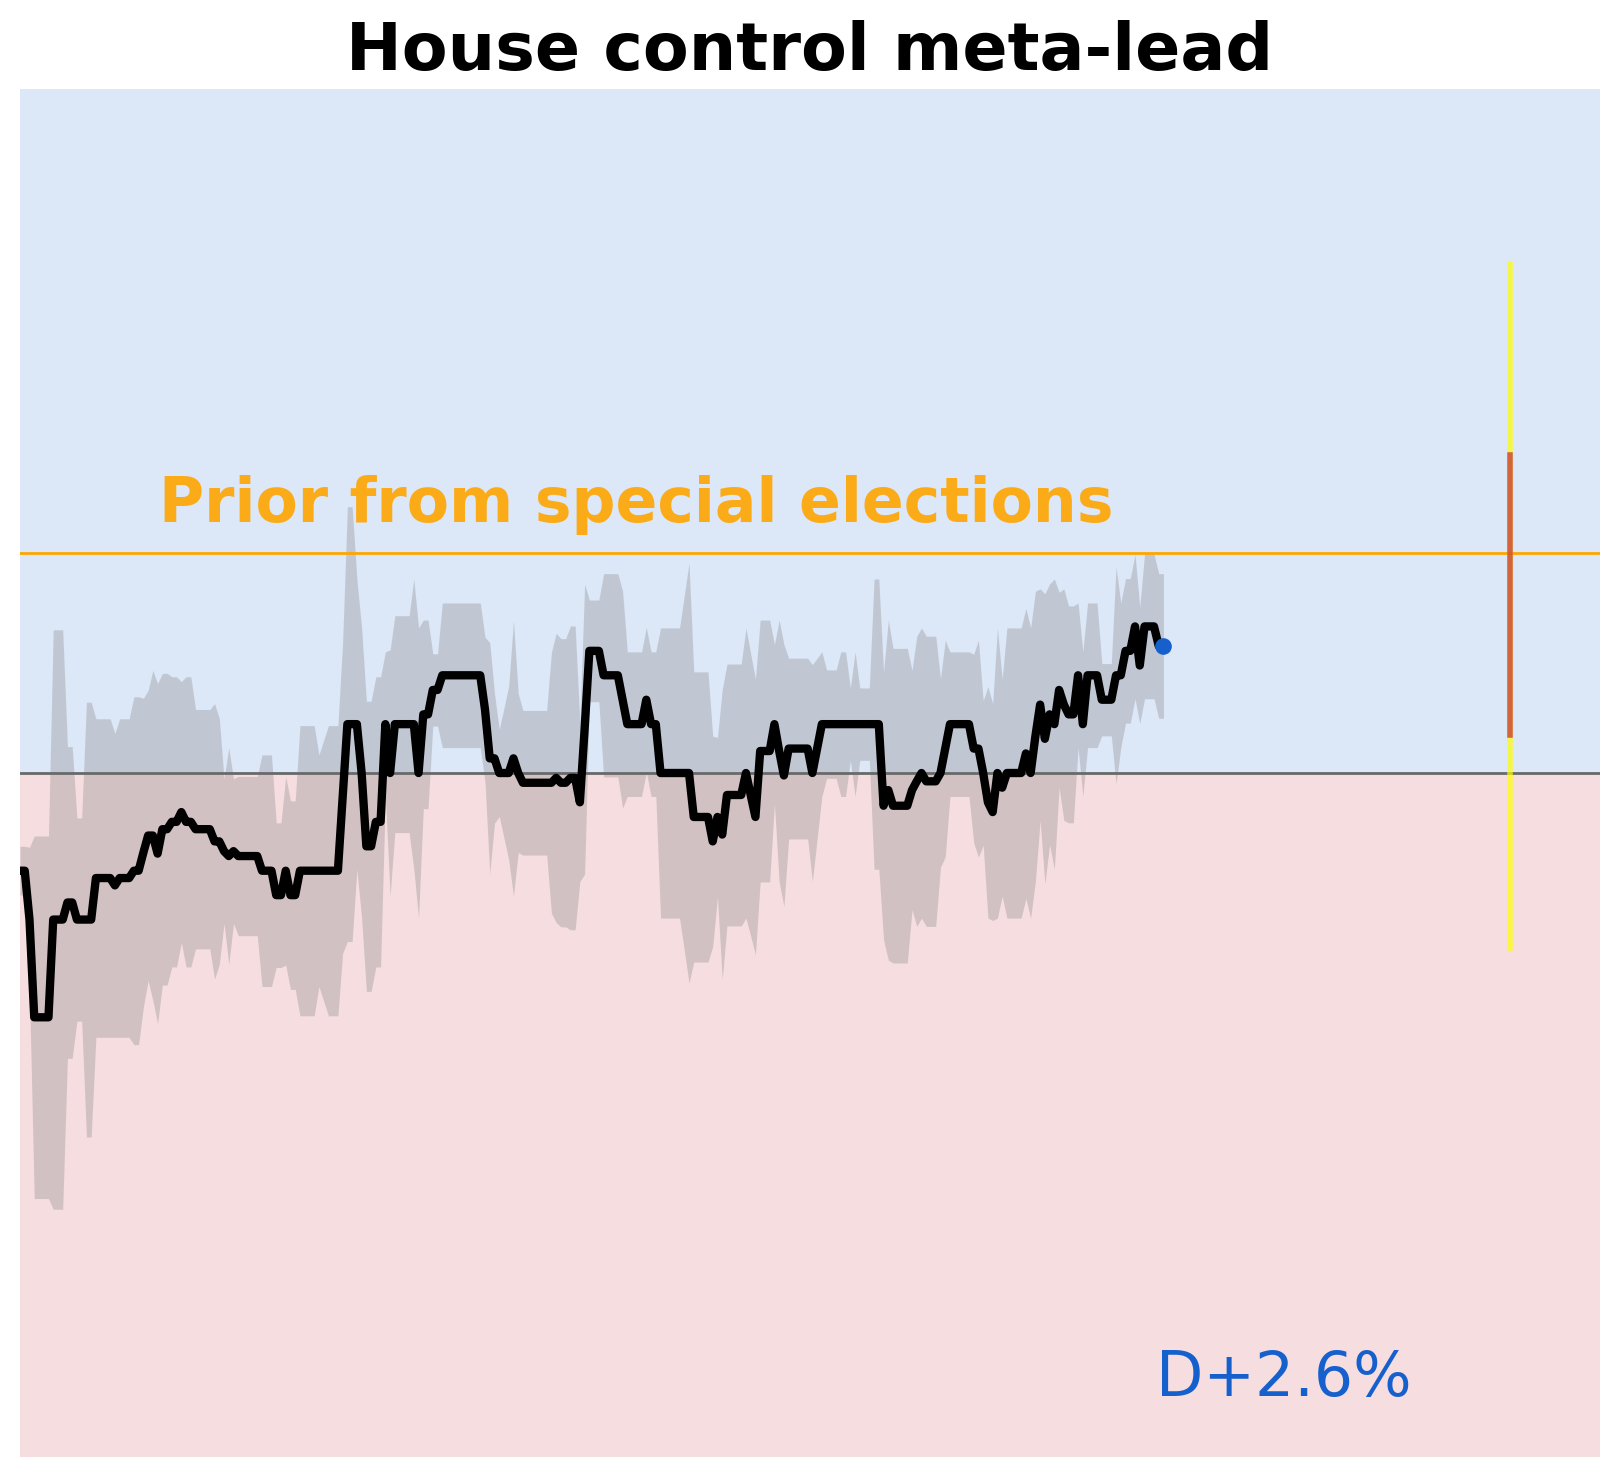 House control meta-lead
Prior from special elections
D+2.6%